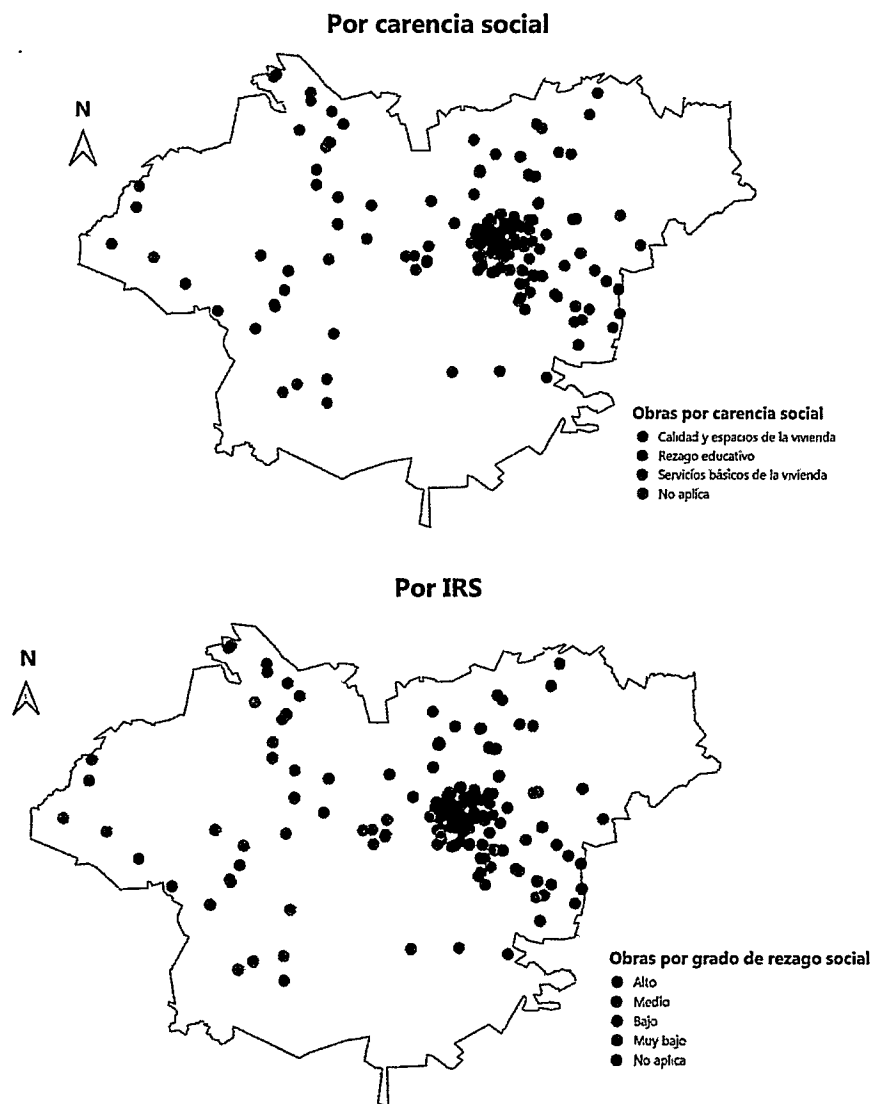 Por carencia social
N
Obras por carencia social
Calidad y espacios de la vivienda
Rezago educativo
Servicios básicos de la vivienda
No aplica
Por IRS
N
Obras por grado de rezago social
Alto
Medio
Bajo
Muy bajo
No aplica